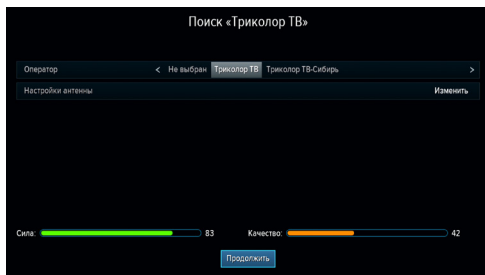 Поиск «Триколор ТВ»
Оператор < Не выбран Триколор ТВ Триколор ТВ-Сибирь >
Настройки антенны Изменить
Сила: 83 Качество: 42
Продолжить